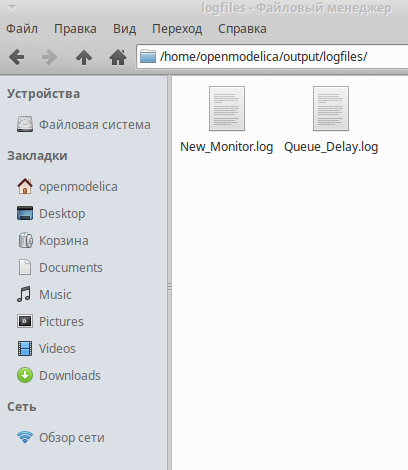 logfiles - Файловый менеджер
Файл Правка Вид Переход Справка
/home/openmodelica/output/logfiles/
Устройства
Файловая система
Закладки
openmodelica
Desktop
Корзина
Documents
Music
Pictures
Videos
Downloads
Сеть
Обзор сети
New_Monitor.log Queue_Delay.log